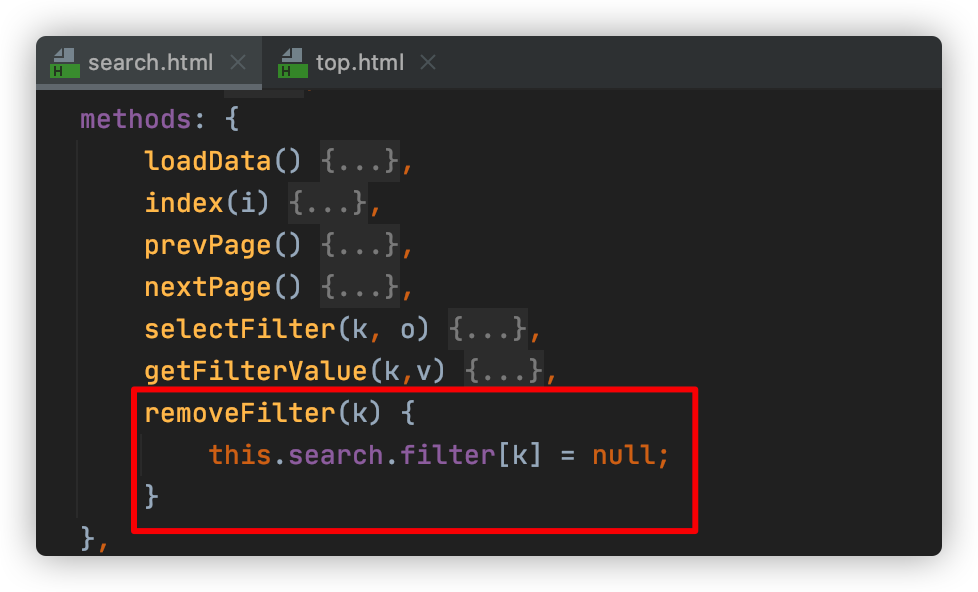 search.html top.html
methods: {
loadData() {...},
index(i) {...},
prevPage() {...},
nextPage() {...},
selectFilter(k, o) {...},
getFilterValue(k,v) {...},
removeFilter(k) {
this.search.filter[k] = null;
}
},